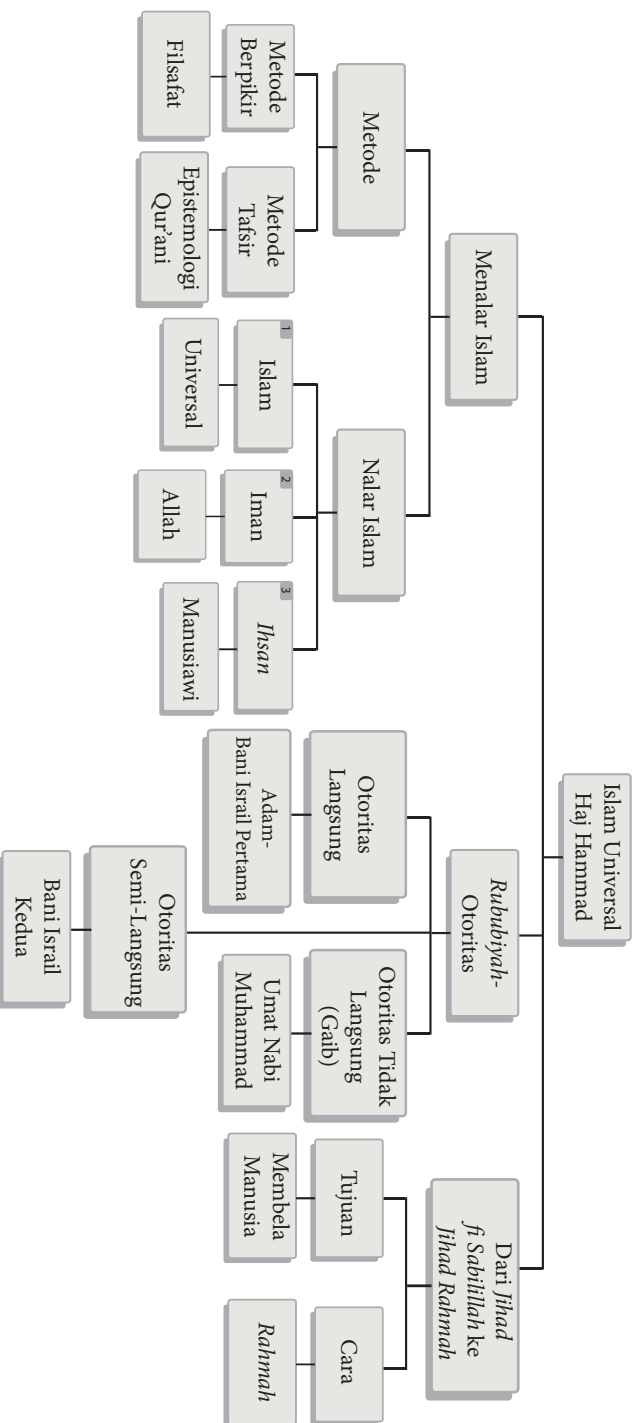 Islam Universal
Haj Hammad
Menalar Islam
Rububiyah-
Otoritas
Dari Jihad
fi Sabilillah ke
Jihad Rahmah
Metode
Nalar Islam
Otoritas
Langsung
Otoritas Tidak
Langsung
(Gaib)
Tujuan
Cara
Metode
Berpikir
Metode
Tafsir
1
Islam
2
Iman
3
Ihsan
Adam-
Bani Israil Pertama
Umat Nabi
Muhammad
Membela
Manusia
Rahmah
Filsafat
Epistemologi
Qur'ani
Universal
Allah
Manusiawi
Otoritas
Semi-Langsung
Bani Israil
Kedua